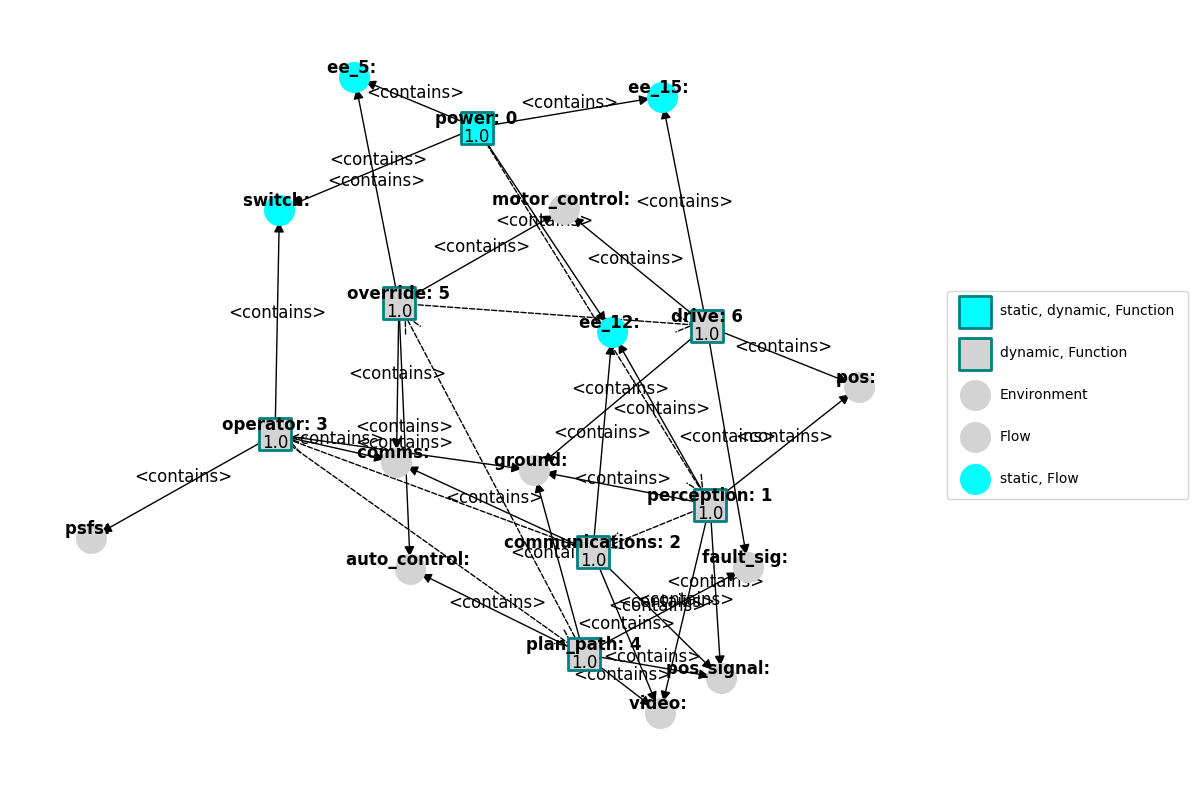 ee_5:
<contains>
ee_15:
<contains>
power: 0
1.0
<contains>
<contains>
switch:
motor_control:
<contains>
<contains>
<contains>
<contains>
override: 5
1.0
static, dynamic, Function
<contains>
ee_12:
drive: 6
1.0
<contains>
dynamic, Function
<contains>
pos:
<contains>
Environment
<contains>
operator: 3
1.0
<contains>
<contains>
<contains>
<contains>
<contains>
<contains>
Flow
comms:
ground:
<contains>
<contains>
static, Flow
<contains>
perception: 1
1.0
psfs:
communications: 2
1.0
<contains>
auto_control:
fault_sig:
<contains>
<contains>
<contains>
<contains>
<contains>
<contains>
plan_path: 4
1.0
<contains>
pos_signal:
<contains>
video: